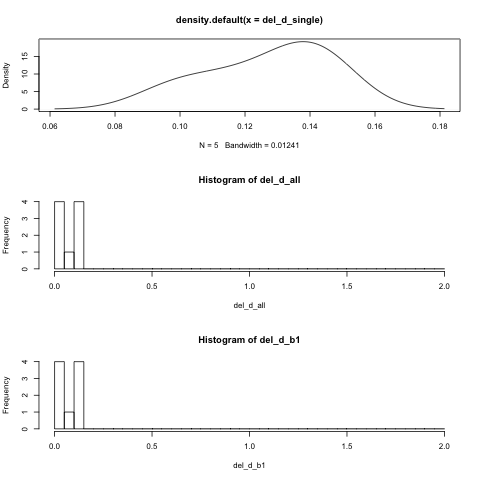 density.default(x = del_d_single)
Density
0 5 10 15
0.06 0.08 0.10 0.12 0.14 0.16 0.18
N = 5 Bandwidth = 0.01241
Histogram of del_d_all
Frequency
0 1 2 3 4
0.0 0.5 1.0 1.5 2.0
del_d_all
Histogram of del_d_b1
Frequency
0 1 2 3 4
0.0 0.5 1.0 1.5 2.0
del_d_b1